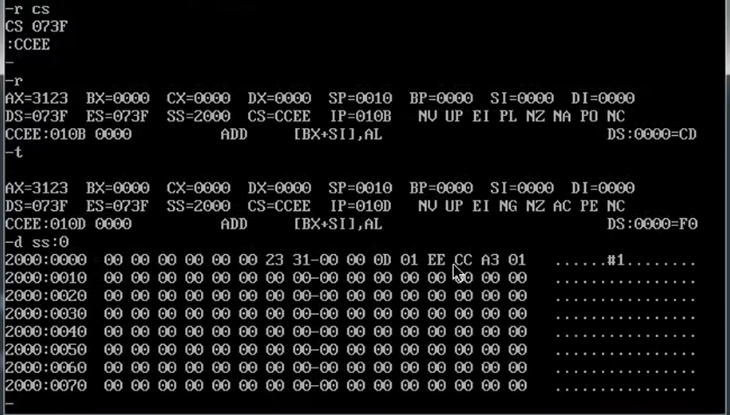 -r cs
CS 073F
:CCEE
-
-r
AX=3123  BX=0000  CX=0000  DX=0000  SP=0010  BP=0000  SI=0000  DI=0000
DS=073F  ES=073F  SS=2000  CS=CCEE  IP=010B   NV UP EI PL NZ NA PO NC
CCEE:010B 0000          ADD     [BX+SI],AL                         DS:0000=CD
-t
AX=3123  BX=0000  CX=0000  DX=0000  SP=0010  BP=0000  SI=0000  DI=0000
DS=073F  ES=073F  SS=2000  CS=CCEE  IP=010D   NV UP EI NG NZ AC PE NC
CCEE:010D 0000          ADD     [BX+SI],AL                         DS:0000=F0
-d ss:0
2000:0000  00 00 00 00 00 00 23 31-00 00 0D 01 EE CC A3 01   ......#1........
2000:0010  00 00 00 00 00 00 00 00-00 00 00 00 00 00 00 00   ................
2000:0020  00 00 00 00 00 00 00 00-00 00 00 00 00 00 00 00   ................
2000:0030  00 00 00 00 00 00 00 00-00 00 00 00 00 00 00 00   ................
2000:0040  00 00 00 00 00 00 00 00-00 00 00 00 00 00 00 00   ................
2000:0050  00 00 00 00 00 00 00 00-00 00 00 00 00 00 00 00   ................
2000:0060  00 00 00 00 00 00 00 00-00 00 00 00 00 00 00 00   ................
2000:0070  00 00 00 00 00 00 00 00-00 00 00 00 00 00 00 00   ................
-